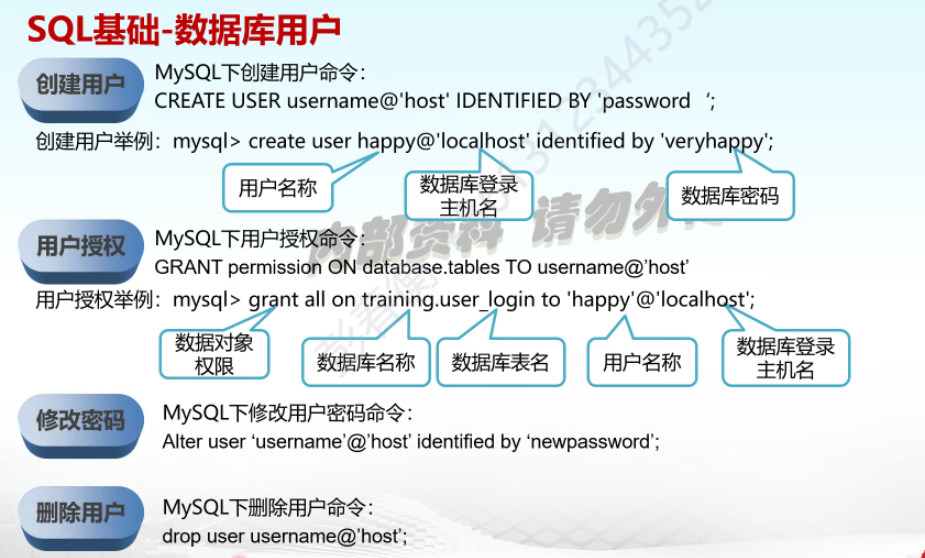 SQL基础-数据库用户
创建用户
MySQL下创建用户命令：
CREATE USER username@'host' IDENTIFIED BY 'password‘;
创建用户举例：mysql> create user happy@'localhost' identified by 'veryhappy';
用户名称
数据库登录
主机名
数据库密码
内部资料 请勿外
用户授权
MySQL下用户授权命令：
GRANT permission ON database.tables TO username@’host’
用户授权举例：mysql> grant all on training.user_login to 'happy'@'localhost';
数据对象
权限
数据库名称
数据库表名
用户名称
数据库登录
主机名
修改密码
MySQL下修改用户密码命令：
Alter user ‘username’@’host’ identified by ‘newpassword’;
删除用户
MySQL下删除用户命令：
drop user username@’host’;